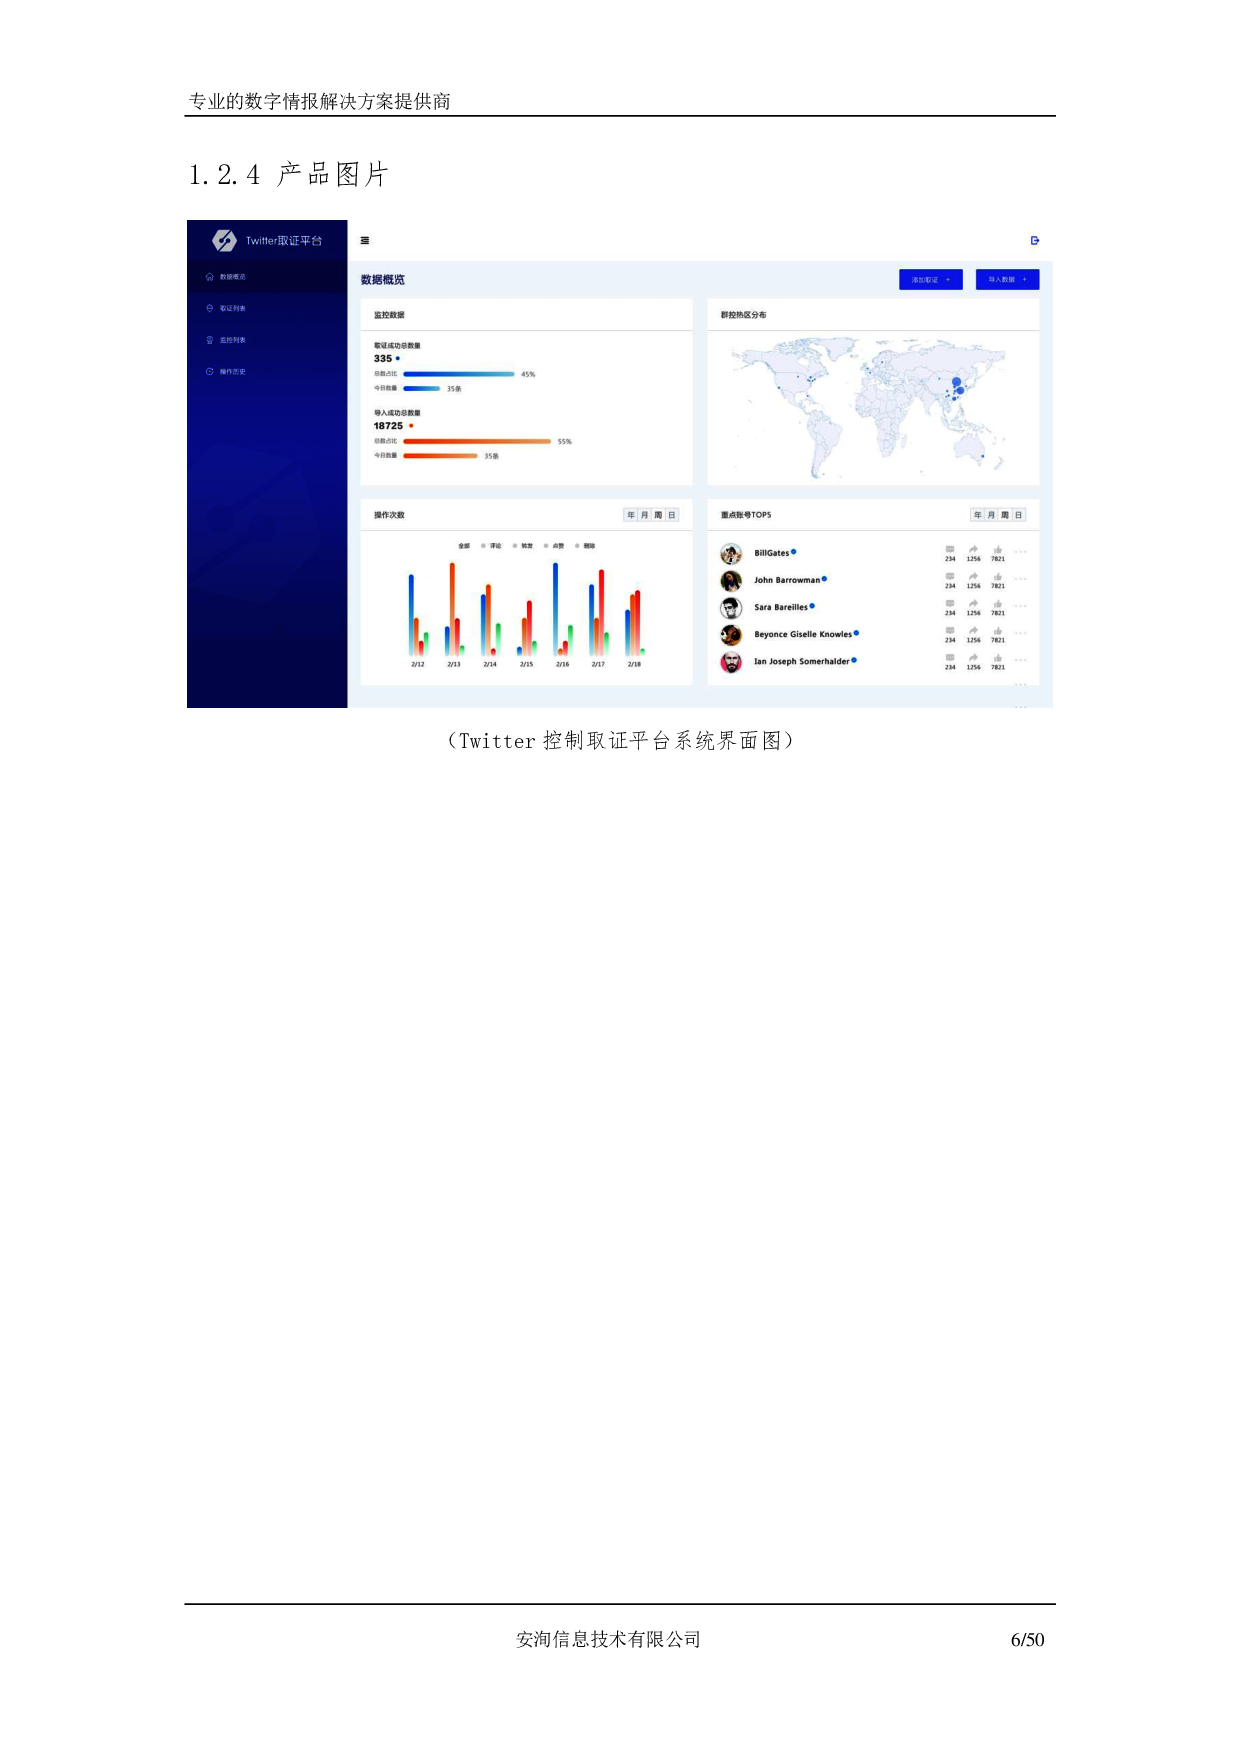 专业的数字情报解决方案提供商
1.2.4 产品图片
Twitter取证平台
数据概览
取证列表
监控列表
操作历史
数据概览
添加取证 +
导入数据 +
监控数据
取证成功总数量
335
总数占比 45%
今日数量 35条
导入成功总数量
18725
总数占比 55%
今日数量 35条
群控热区分布
操作次数
年 月 周 日
全部 评论 转发 点赞 删除
2/12 2/13 2/14 2/15 2/16 2/17 2/18
重点账号TOP5
年 月 周 日
BillGates 234 1256 7821
John Barrowman 234 1256 7821
Sara Bareilles 234 1256 7821
Beyonce Giselle Knowles 234 1256 7821
Ian Joseph Somerhalder 234 1256 7821
（Twitter 控制取证平台系统界面图）
安洵信息技术有限公司
6/50